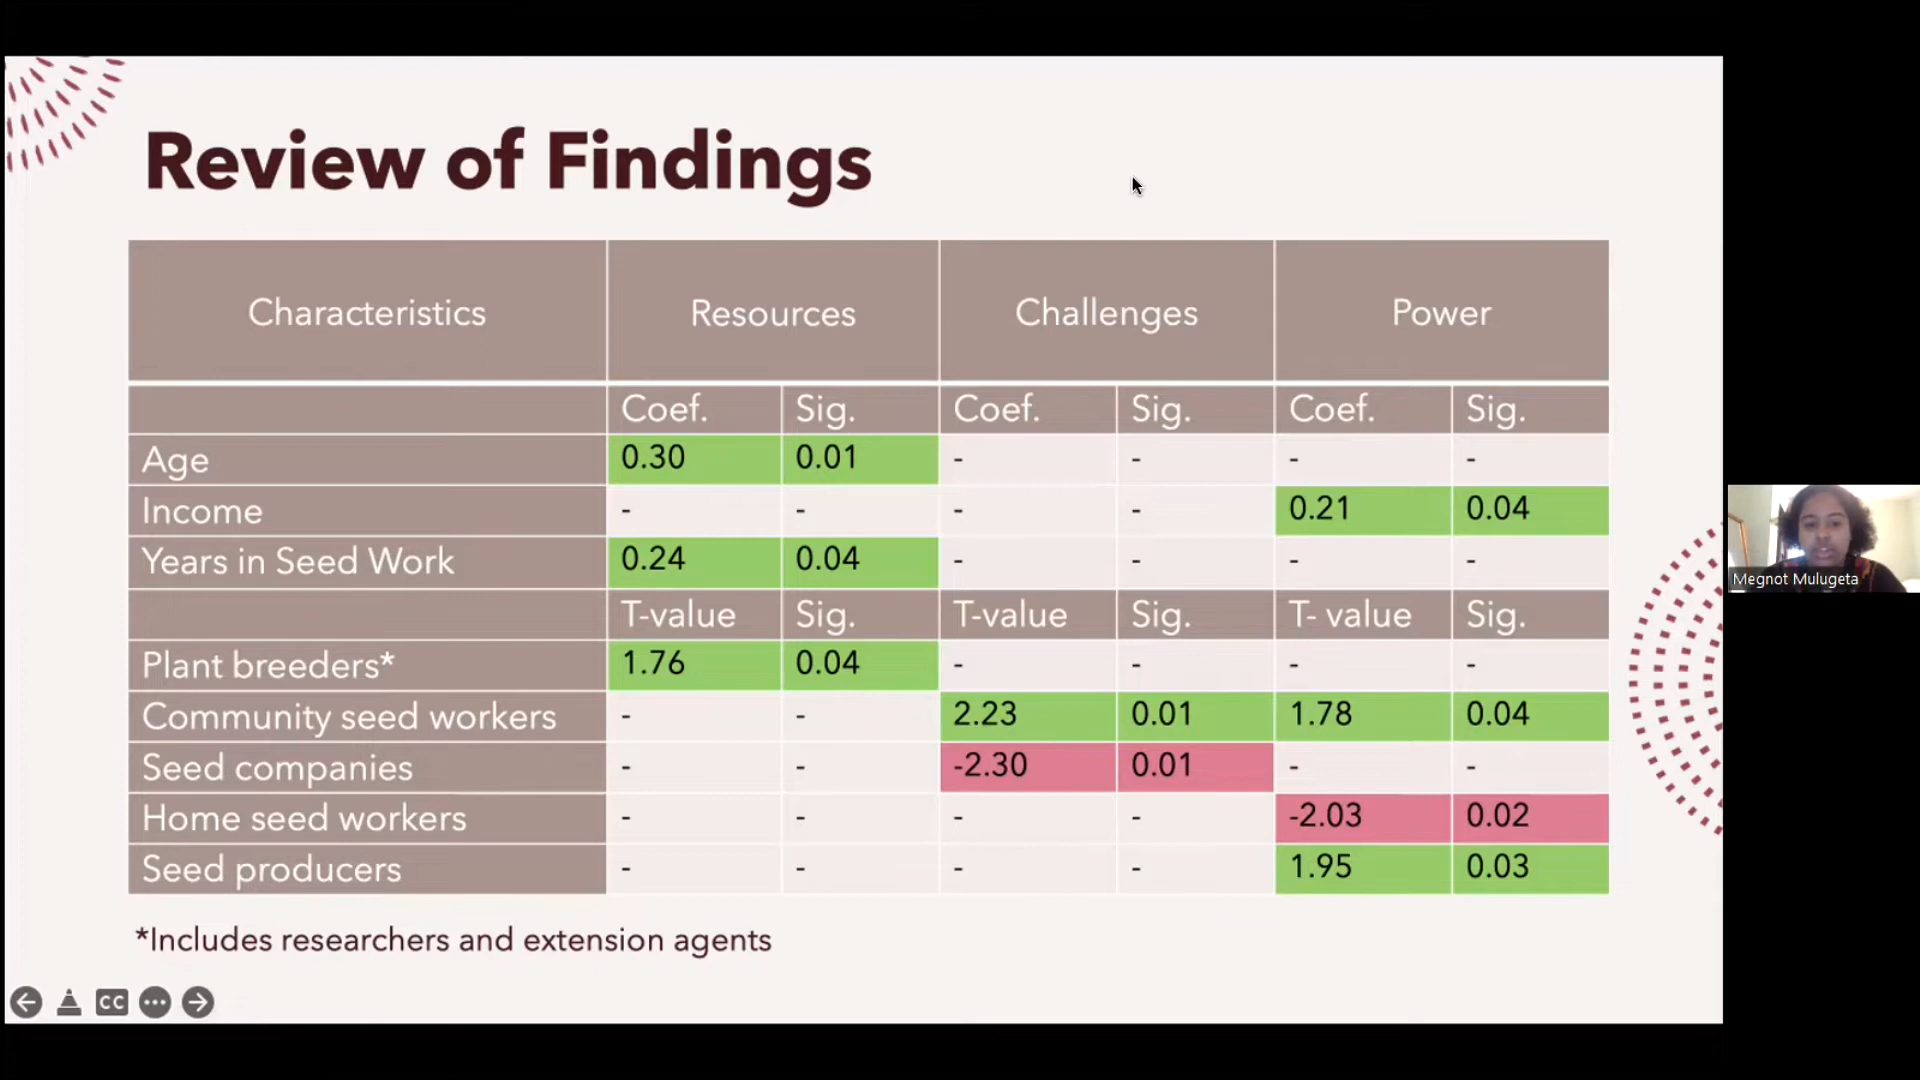 Review of Findings
Characteristics Resources Challenges Power
Coef. Sig. Coef. Sig. Coef. Sig.
Age 0.30 0.01 - - - -
Income - - - - 0.21 0.04
Years in Seed Work 0.24 0.04 - - - -
T-value Sig. T-value Sig. T- value Sig.
Plant breeders* 1.76 0.04 - - - -
Community seed workers - - 2.23 0.01 1.78 0.04
Seed companies - - -2.30 0.01 - -
Home seed workers - - - - -2.03 0.02
Seed producers - - - - 1.95 0.03
*Includes researchers and extension agents
CC
Megnot Mulugeta